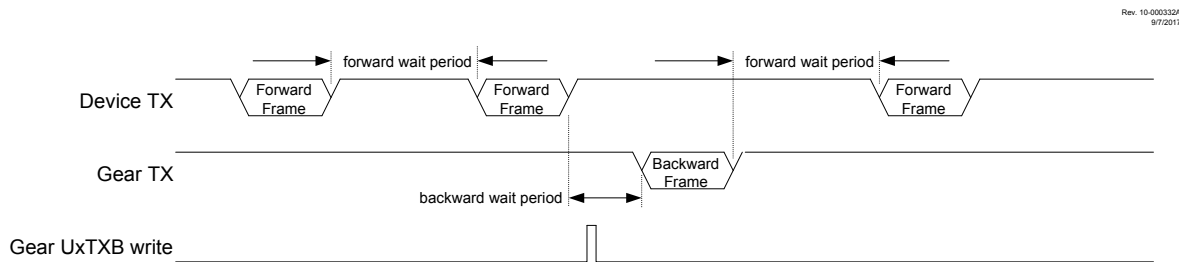 Rev. 10-000332A
9/7/2017
forward wait period
forward wait period
Device TX
Forward
Frame
Forward
Frame
Forward
Frame
Gear TX
Backward
Frame
backward wait period
Gear UxTXB write